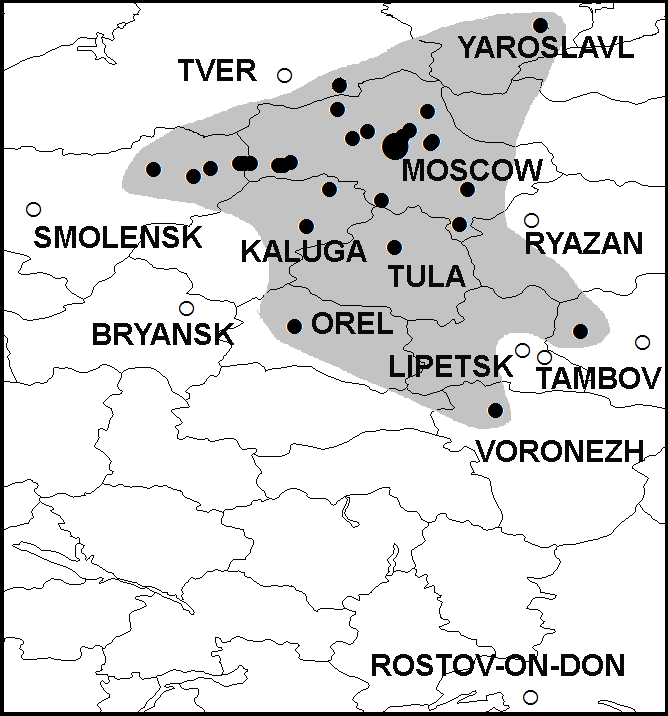 YAROSLAVL
TVER
MOSCOW
SMOLENSK
RYAZAN
KALUGA
TULA
OREL
BRYANSK
LIPETSK
TAMBOV
VORONEZH
ROSTOV-ON-DON